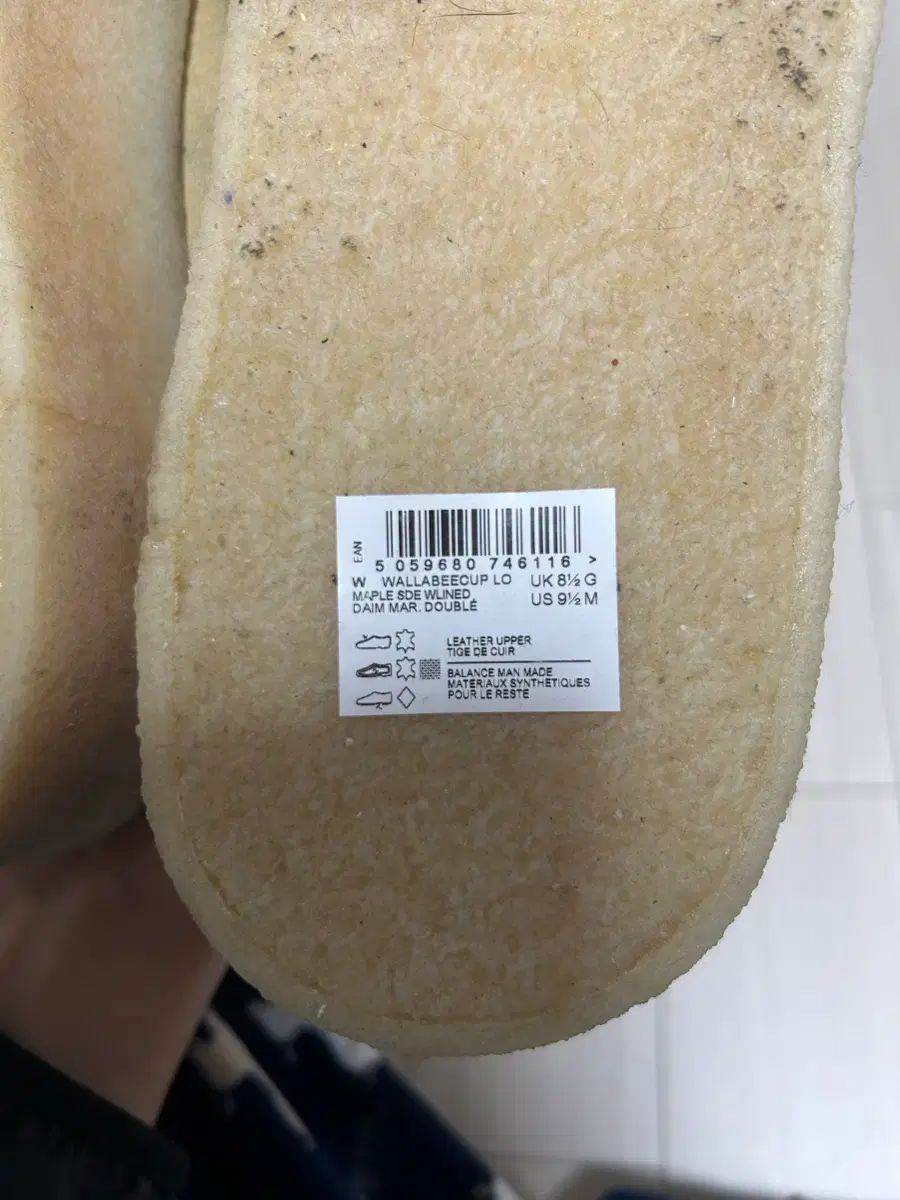 EAN
5 059680 746116 >
W WALLABEECUP LO UK 8½ G
MAPLE SDE WLINED US 9½ M
DAIM MAR. DOUBLÉ
LEATHER UPPER
TIGE DE CUIR
BALANCE MAN MADE
MATERIAUX SYNTHETIQUES
POUR LE RESTE